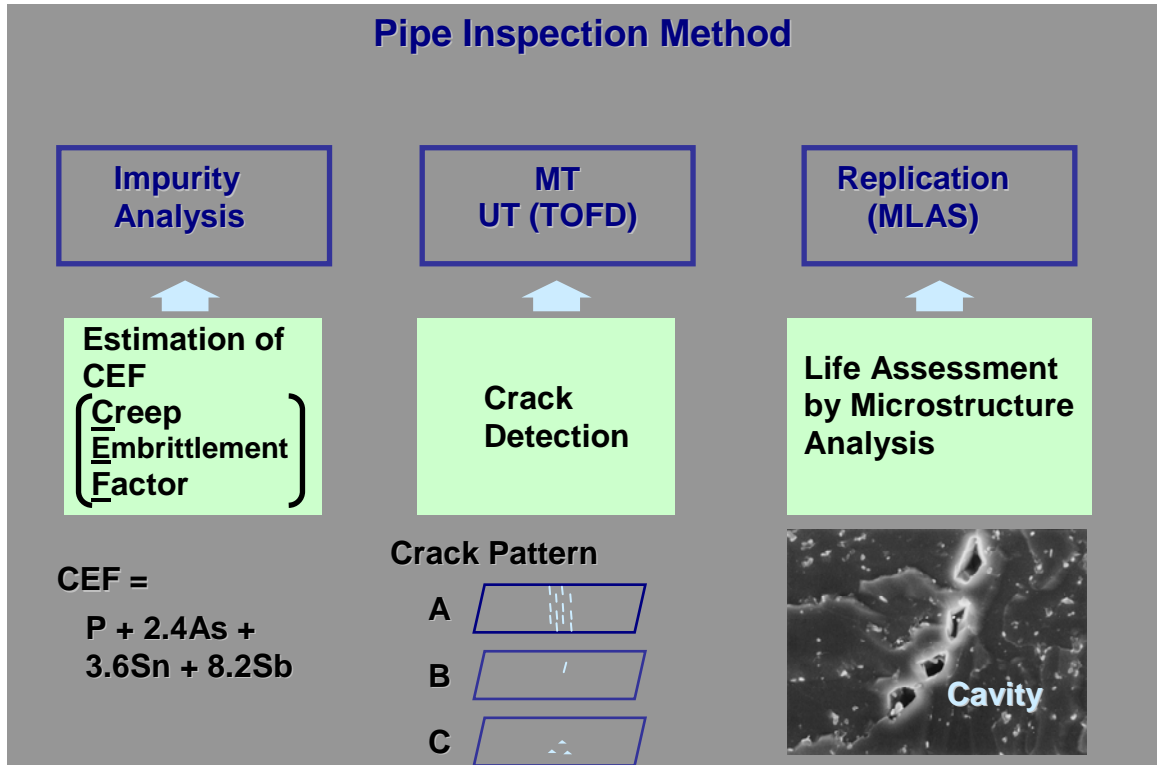 Pipe Inspection Method
Impurity
Analysis
MT
UT (TOFD)
Replication
(MLAS)
Estimation of
CEF
Creep
Embrittlement
Factor
Crack
Detection
Life Assessment
by Microstructure
Analysis
CEF =
P + 2.4As +
3.6Sn + 8.2Sb
Crack Pattern
A
B
C
Cavity